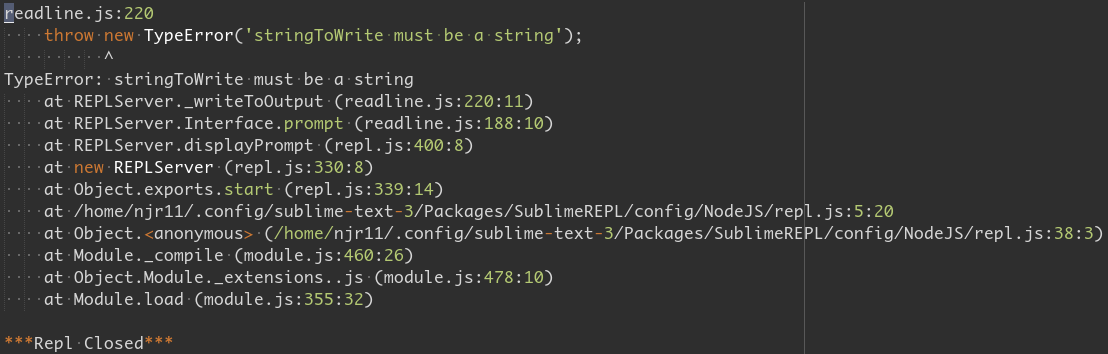 readline.js:220
    throw new TypeError('stringToWrite must be a string');
          ^
TypeError: stringToWrite must be a string
    at REPLServer._writeToOutput (readline.js:220:11)
    at REPLServer.Interface.prompt (readline.js:188:10)
    at REPLServer.displayPrompt (repl.js:400:8)
    at new REPLServer (repl.js:330:8)
    at Object.exports.start (repl.js:339:14)
    at /home/njr11/.config/sublime-text-3/Packages/SublimeREPL/config/NodeJS/repl.js:5:20
    at Object.<anonymous> (/home/njr11/.config/sublime-text-3/Packages/SublimeREPL/config/NodeJS/repl.js:38:3)
    at Module._compile (module.js:460:26)
    at Object.Module._extensions..js (module.js:478:10)
    at Module.load (module.js:355:32)

***Repl Closed***